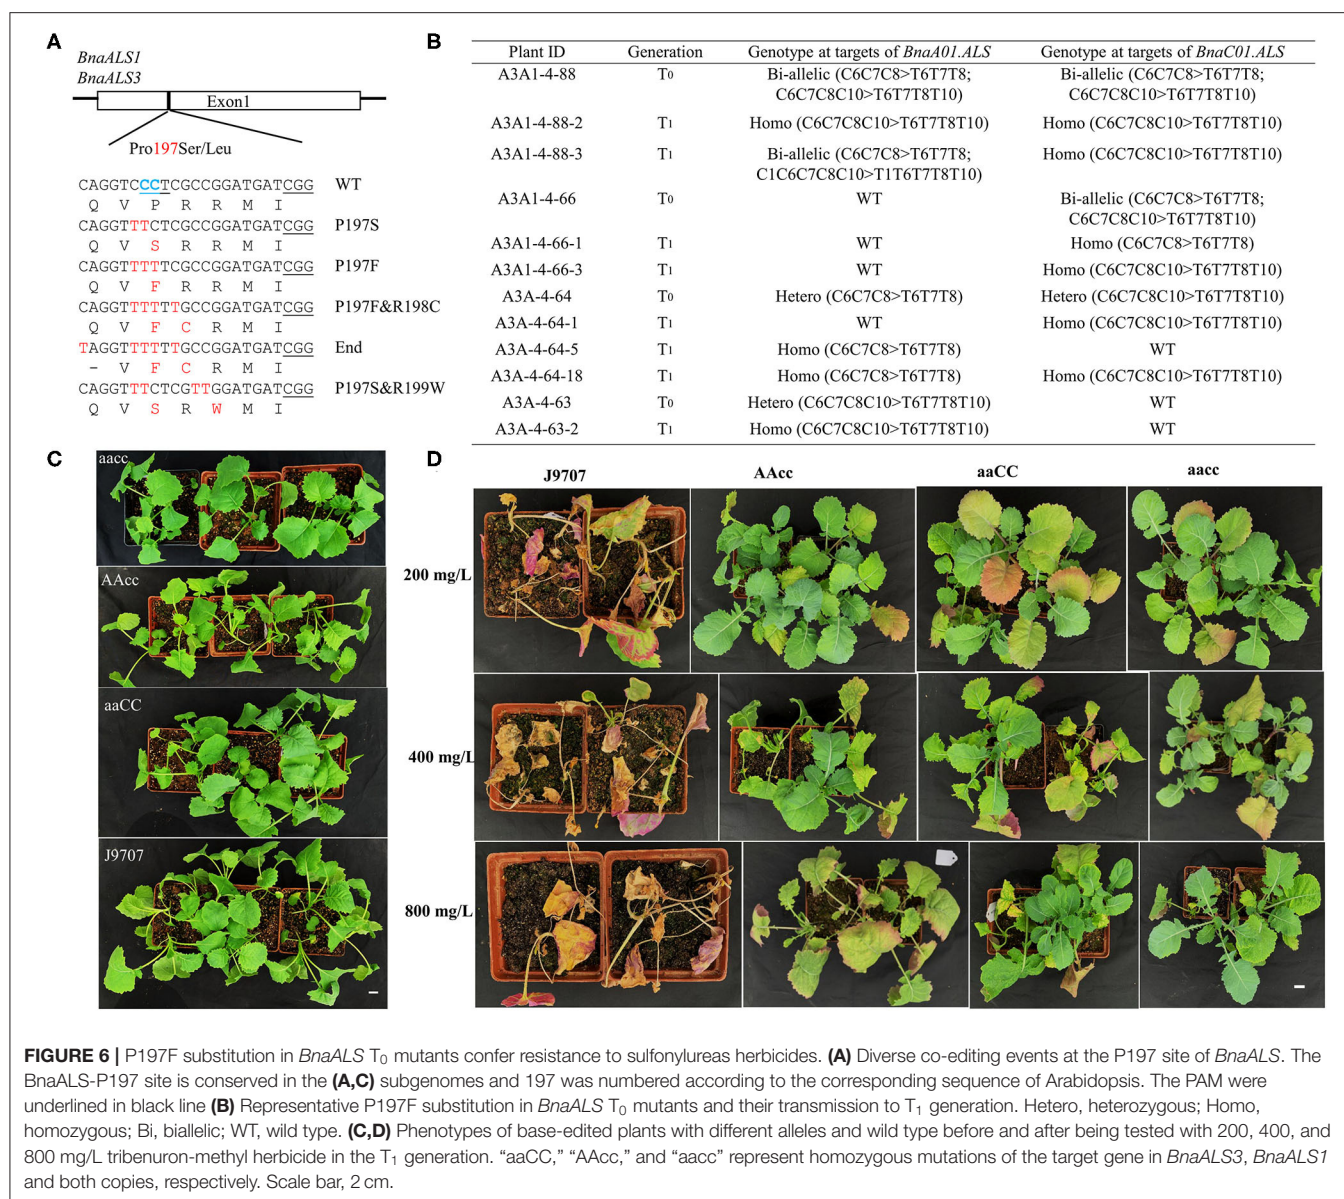 A
BnaALS1
BnaALS3
Exon1
Pro197Ser/Leu
CAGGTCCCTCGCCGGATGATCGG WT
Q V P R R M I
CAGGTTTCTCGCCGGATGATCGG P197S
Q V S R R M I
CAGGTTTTTCGCCGGATGATCGG P197F
Q V F R R M I
CAGGTTTTTTGCCGGATGATCGG P197F&R198C
Q V F C R M I
TAGGTTTTTTGCCGGATGATCGG End
– V F C R M I
CAGGTTTCTCGTTGGATGATCGG P197S&R199W
Q V S R W M I
B
Plant ID Generation Genotype at targets of BnaA01.ALS Genotype at targets of BnaC01.ALS
A3A1-4-88 T0 Bi-allelic (C6C7C8>T6T7T8; Bi-allelic (C6C7C8>T6T7T8;
C6C7C8C10>T6T7T8T10) C6C7C8C10>T6T7T8T10)
A3A1-4-88-2 T1 Homo (C6C7C8C10>T6T7T8T10) Homo (C6C7C8C10>T6T7T8T10)
A3A1-4-88-3 T1 Bi-allelic (C6C7C8>T6T7T8; Homo (C6C7C8C10>T6T7T8T10)
C1C6C7C8C10>T1T6T7T8T10)
A3A1-4-66 T0 WT Bi-allelic (C6C7C8>T6T7T8;
C6C7C8C10>T6T7T8T10)
A3A1-4-66-1 T1 WT Homo (C6C7C8>T6T7T8)
A3A1-4-66-3 T1 WT Homo (C6C7C8C10>T6T7T8T10)
A3A-4-64 T0 Hetero (C6C7C8>T6T7T8) Hetero (C6C7C8C10>T6T7T8T10)
A3A-4-64-1 T1 WT Homo (C6C7C8C10>T6T7T8T10)
A3A-4-64-5 T1 Homo (C6C7C8>T6T7T8) WT
A3A-4-64-18 T1 Homo (C6C7C8>T6T7T8) Homo (C6C7C8C10>T6T7T8T10)
A3A-4-63 T0 Hetero (C6C7C8C10>T6T7T8T10) WT
A3A-4-63-2 T1 Homo (C6C7C8C10>T6T7T8T10) WT
C
aacc
AAcc
aaCC
J9707
D
J9707 AAcc aaCC aacc
200 mg/L
400 mg/L
800 mg/L
FIGURE 6 | P197F substitution in BnaALS T0 mutants confer resistance to sulfonylureas herbicides. (A) Diverse co-editing events at the P197 site of BnaALS. The
BnaALS-P197 site is conserved in the (A,C) subgenomes and 197 was numbered according to the corresponding sequence of Arabidopsis. The PAM were
underlined in black line (B) Representative P197F substitution in BnaALS T0 mutants and their transmission to T1 generation. Hetero, heterozygous; Homo,
homozygous; Bi, biallelic; WT, wild type. (C,D) Phenotypes of base-edited plants with different alleles and wild type before and after being tested with 200, 400, and
800 mg/L tribenuron-methyl herbicide in the T1 generation. “aaCC,” “AAcc,” and “aacc” represent homozygous mutations of the target gene in BnaALS3, BnaALS1
and both copies, respectively. Scale bar, 2 cm.